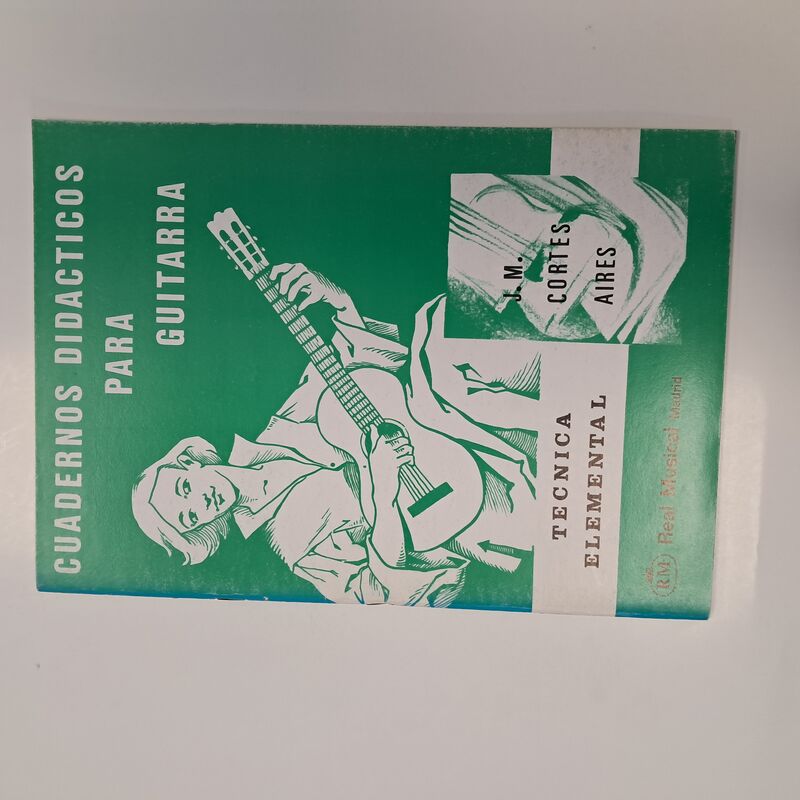 CUADERNOS DIDACTICOS
PARA
GUITARRA
J.M.
CORTES
AIRES
TECNICA
ELEMENTAL
RM Real Musical Madrid